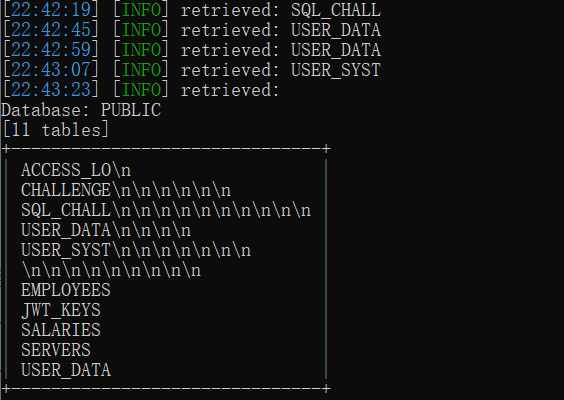 [22:42:19] [INFO] retrieved: SQL_CHALL
[22:42:45] [INFO] retrieved: USER_DATA
[22:42:59] [INFO] retrieved: USER_DATA
[22:43:07] [INFO] retrieved: USER_SYST
[22:43:23] [INFO] retrieved:
Database: PUBLIC
[11 tables]
+-------------------------------+
| ACCESS_LO\n |
| CHALLENGE\n\n\n\n\n\n |
| SQL_CHALL\n\n\n\n\n\n\n\n\n\n |
| USER_DATA\n\n\n\n |
| USER_SYST\n\n\n\n\n\n\n |
| \n\n\n\n\n\n\n\n\n |
| EMPLOYEES |
| JWT_KEYS |
| SALARIES |
| SERVERS |
| USER_DATA |
+-------------------------------+